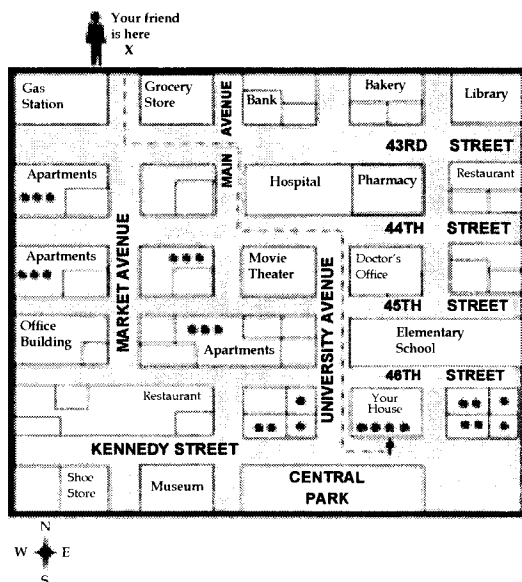 Your friend
is here
X
Gas
Station
Grocery
Store
MAIN AVENUE
Bank
Bakery
Library
43RD STREET
Apartments
Hospital
Pharmacy
Restaurant
44TH STREET
Apartments
MARKET AVENUE
Movie
Theater
UNIVERSITY AVENUE
Doctor's
Office
45TH STREET
Office
Building
Apartments
Elementary
School
46TH STREET
Restaurant
Your
House
KENNEDY STREET
Shoe
Store
Museum
CENTRAL
PARK
N
W E
S